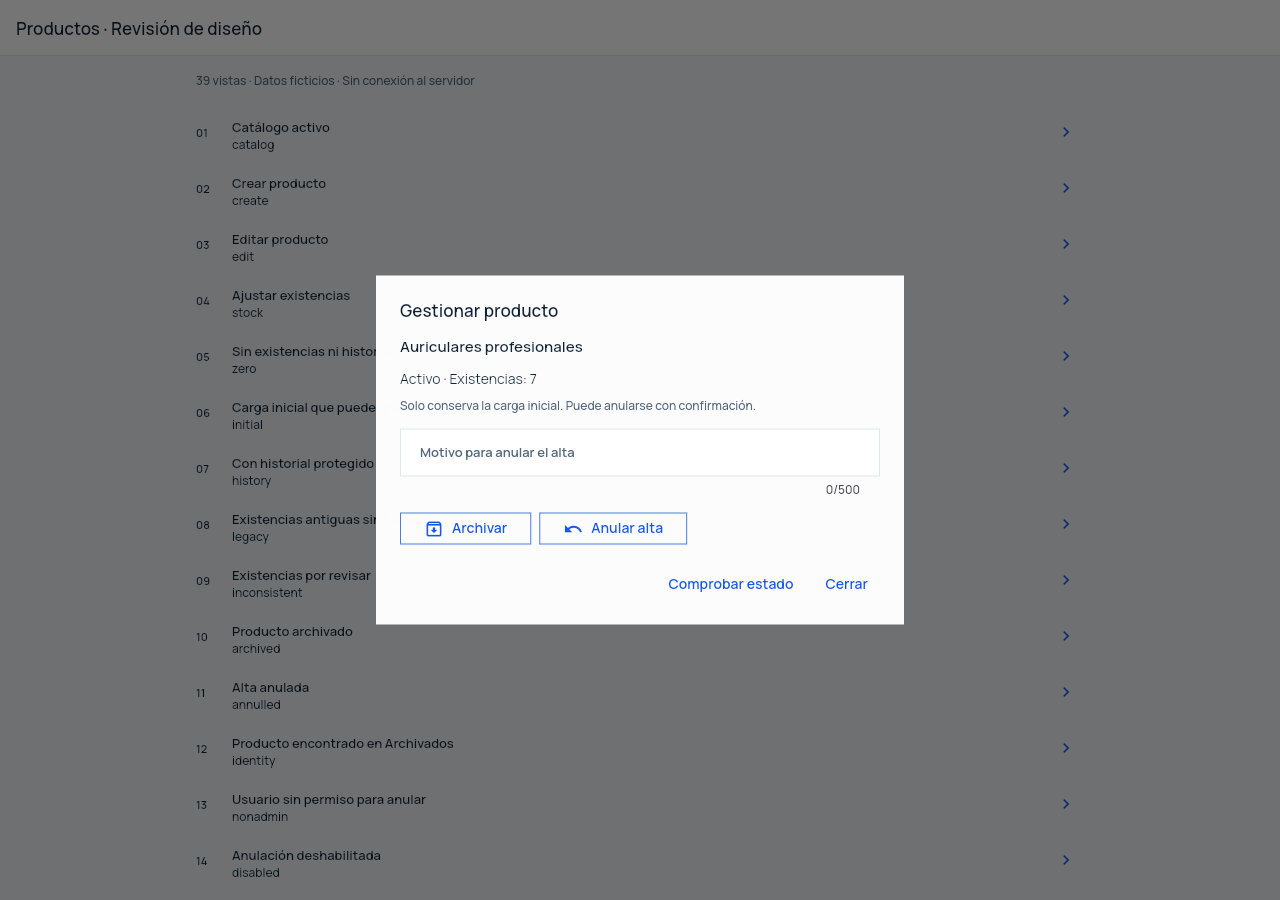 Productos · Revisión de diseño
39 vistas · Datos ficticios · Sin conexión al servidor
01
Catálogo activo
catalog
02
Crear producto
create
03
Editar producto
edit
04
Ajustar existencias
stock
05
Sin existencias ni
zero
06
Carga inicial que puede
initial
07
Con historial protegido
history
08
Existencias antiguas
legacy
09
Existencias por revisar
inconsistent
10
Producto archivado
archived
11
Alta anulada
annulled
12
Producto encontrado en Archivados
identity
13
Usuario sin permiso para anular
nonadmin
14
Anulación deshabilitada
disabled
Gestionar producto
Auriculares profesionales
Activo · Existencias: 7
Solo conserva la carga inicial. Puede anularse con confirmación.
Motivo para anular el alta
0/500
Archivar
Anular alta
Comprobar estado
Cerrar